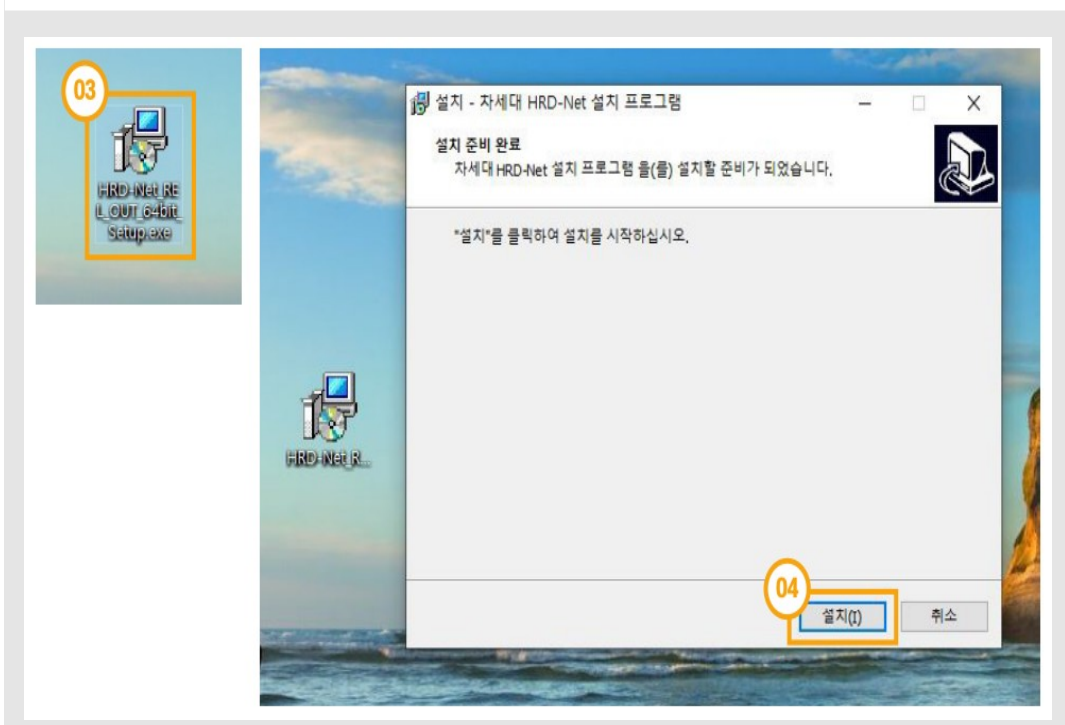 03
HRD-Net_RE
L_OUT_64bit_
Setup.exe
설치 - 차세대 HRD-Net 설치 프로그램
설치 준비 완료
차세대 HRD-Net 설치 프로그램 을(를) 설치할 준비가 되었습니다.
"설치"를 클릭하여 설치를 시작하십시오.
HRD-Net_R...
04
설치(I)
취소